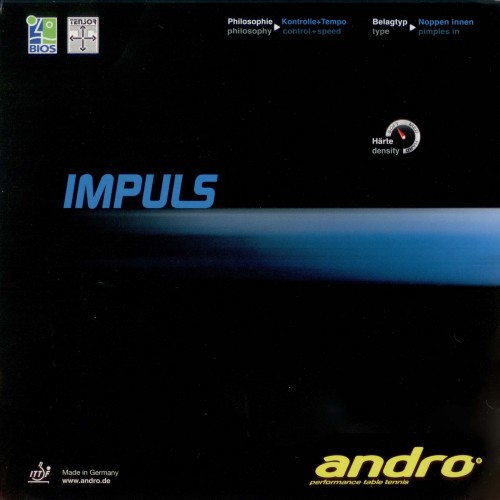 BIOS
TENSOR
Philosophie Kontrolle+Tempo
philosophy control+speed
Belagtyp Noppen innen
type pimples in
Härte
density
IMPULS
ITTF
Made in Germany
www.andro.de
andro
performance table tennis